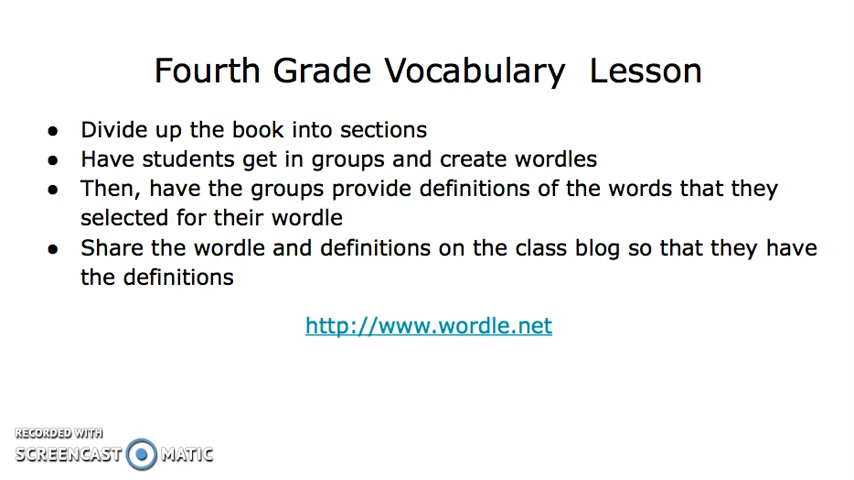 Fourth Grade Vocabulary Lesson
● Divide up the book into sections
● Have students get in groups and create wordles
● Then, have the groups provide definitions of the words that they
selected for their wordle
● Share the wordle and definitions on the class blog so that they have
the definitions
http://www.wordle.net
RECORDED WITH
SCREENCAST MATIC